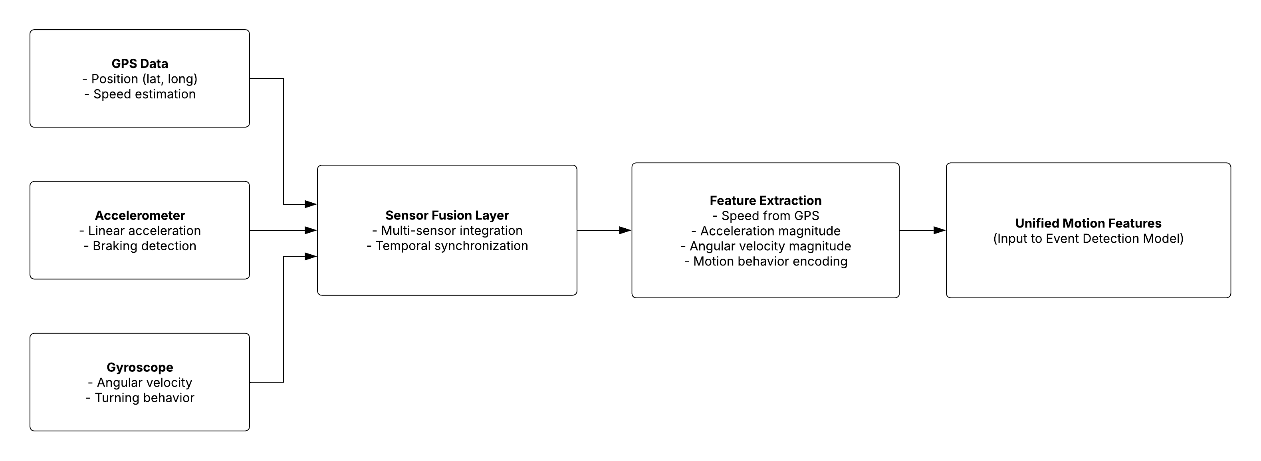 GPS Data
- Position (lat, long)
- Speed estimation
Accelerometer
- Linear acceleration
- Braking detection
Gyroscope
- Angular velocity
- Turning behavior
Sensor Fusion Layer
- Multi-sensor integration
- Temporal synchronization
Feature Extraction
- Speed from GPS
- Acceleration magnitude
- Angular velocity magnitude
- Motion behavior encoding
Unified Motion Features
(Input to Event Detection Model)